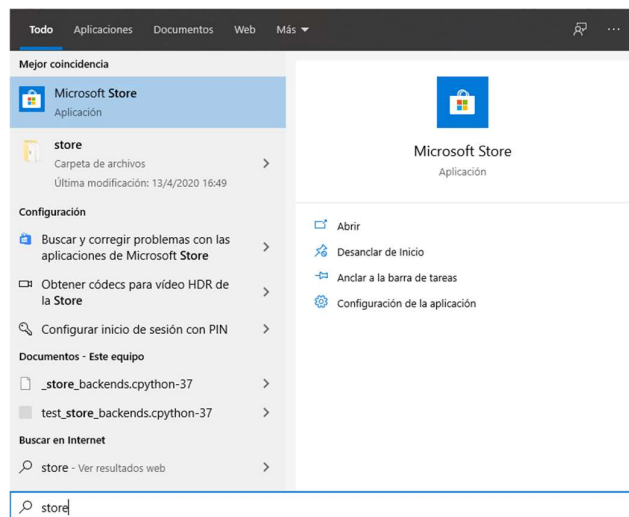 Todo Aplicaciones Documentos Web Más
Mejor coincidencia
Microsoft Store
Aplicación
store
Carpeta de archivos
Última modificación: 13/4/2020 16:49
Configuración
Buscar y corregir problemas con las
aplicaciones de Microsoft Store
Obtener códecs para vídeo HDR de
la Store
Configurar inicio de sesión con PIN
Documentos - Este equipo
_store_backends.cpython-37
test_store_backends.cpython-37
Buscar en Internet
store - Ver resultados web
store
Microsoft Store
Aplicación
Abrir
Desanclar de Inicio
Anclar a la barra de tareas
Configuración de la aplicación